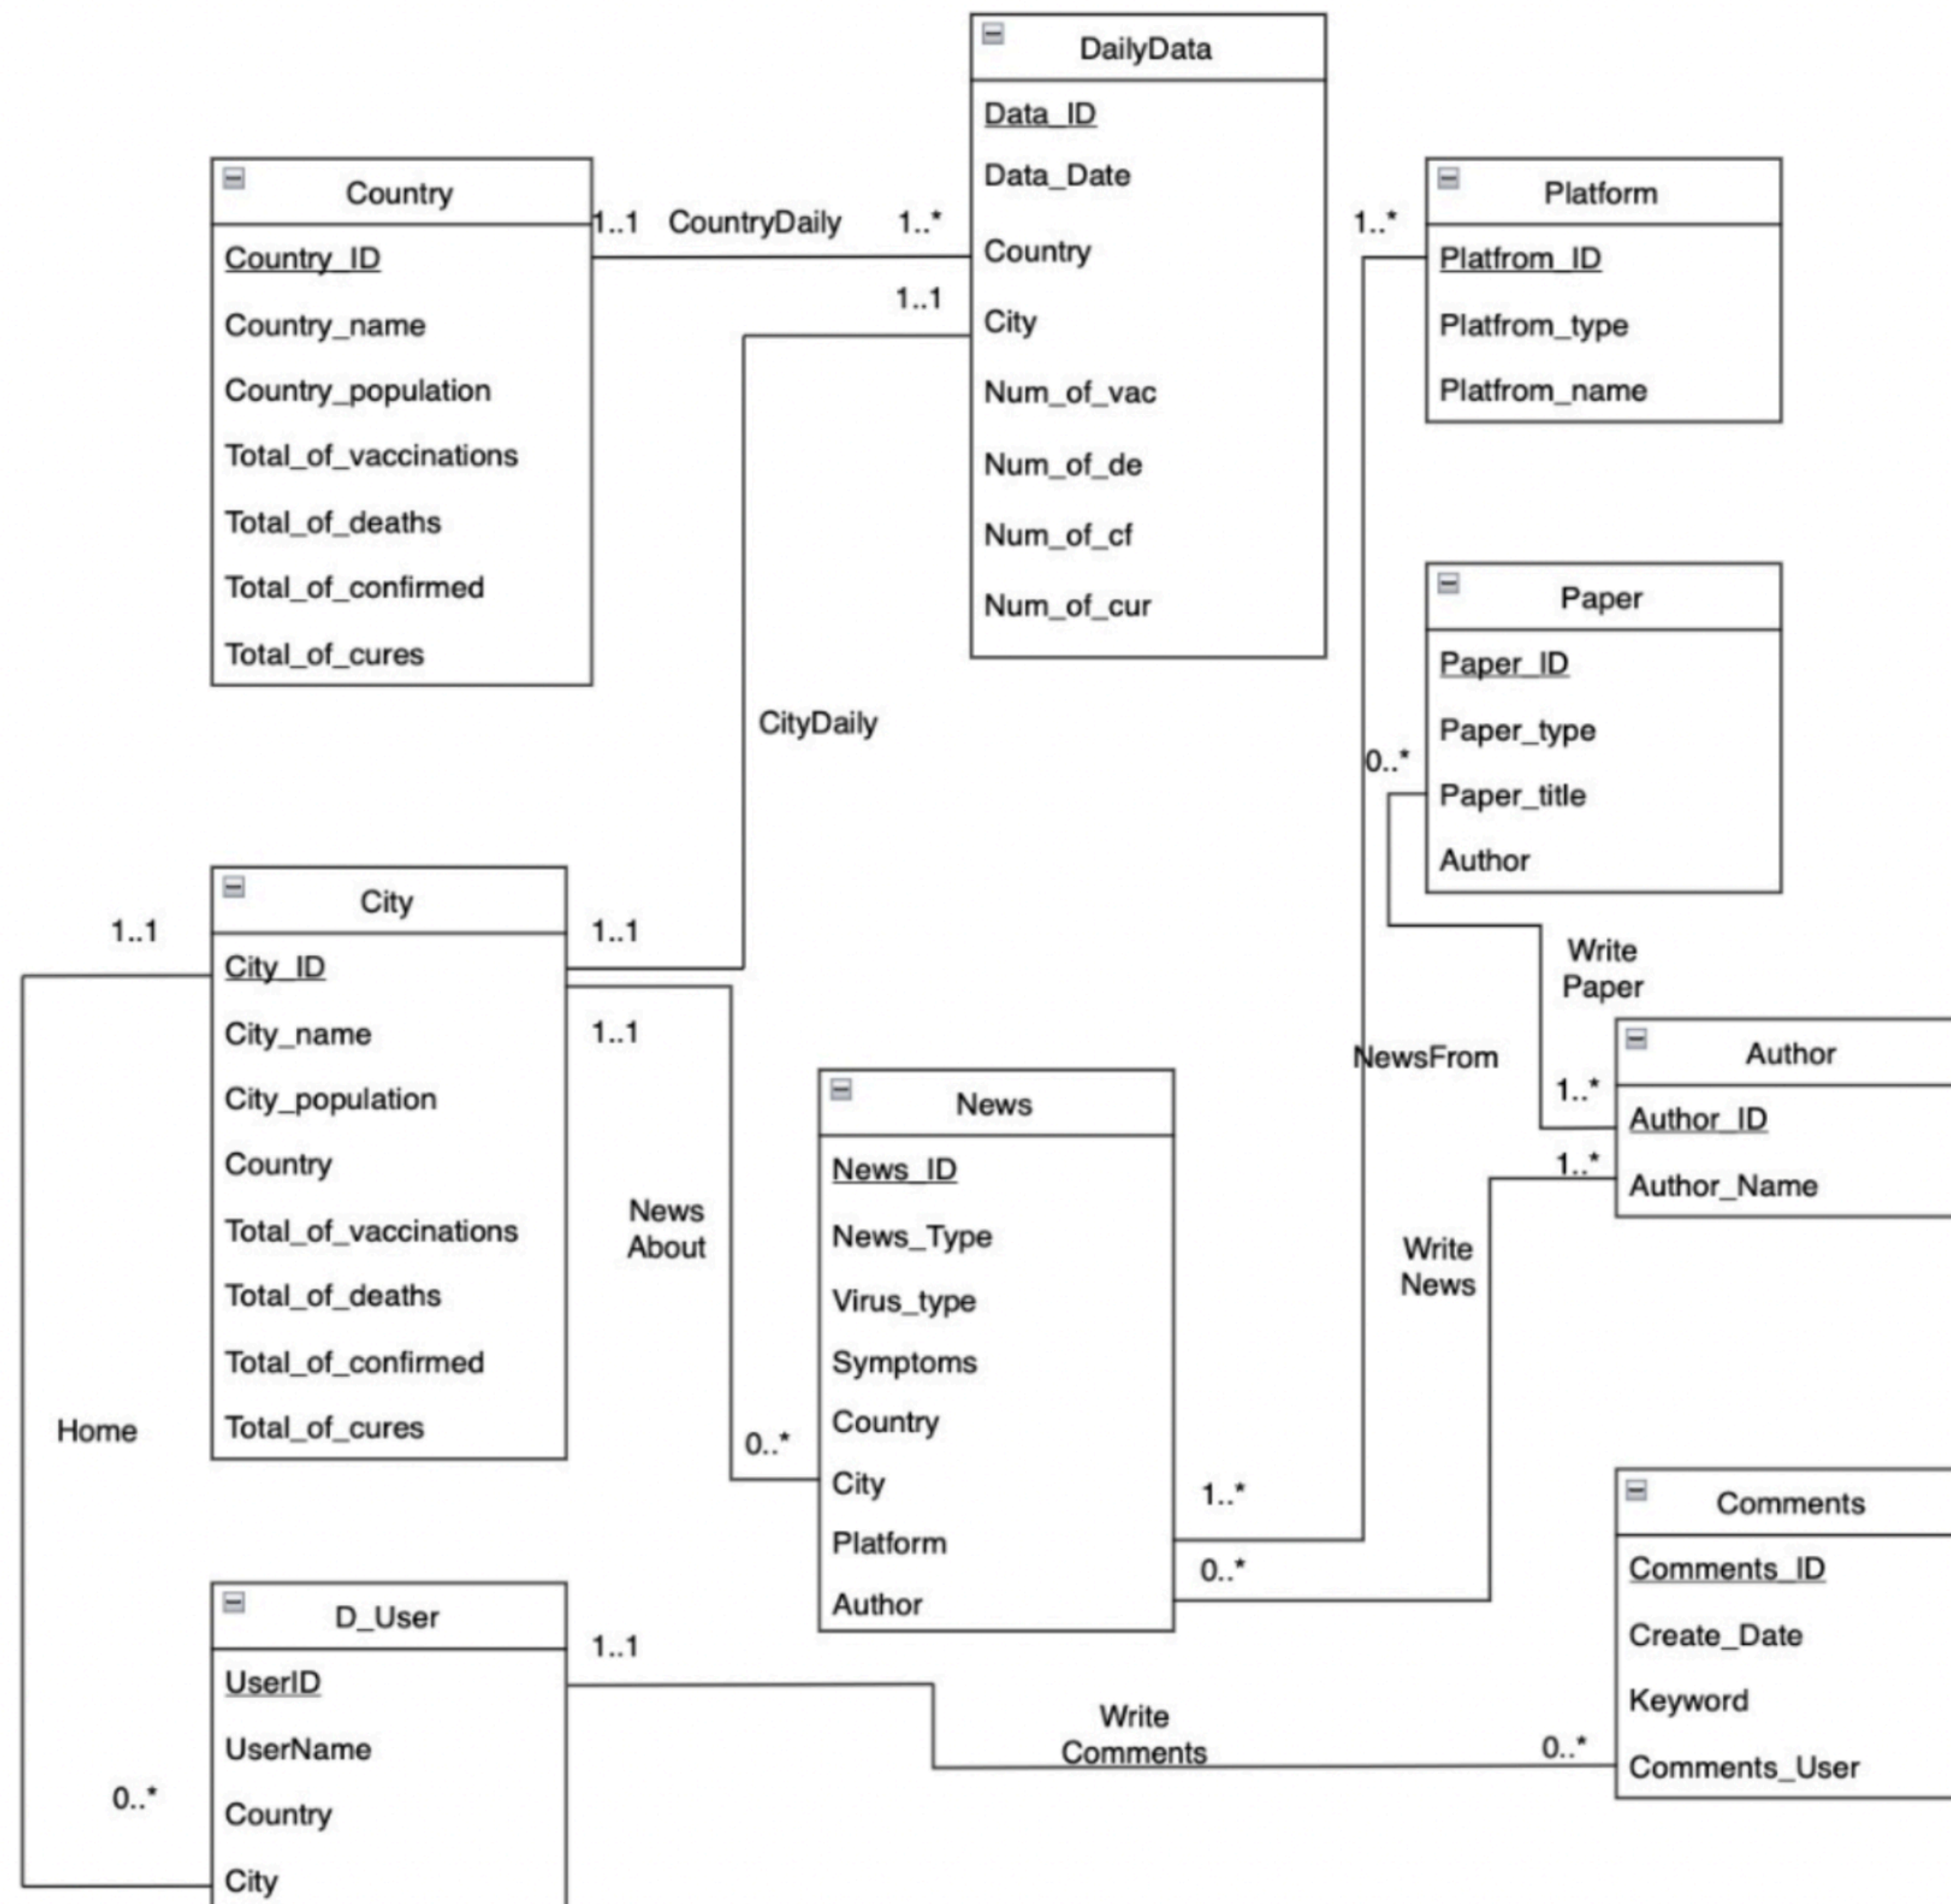 DailyData
Data_ID
Data_Date
Country
City
Num_of_vac
Num_of_de
Num_of_cf
Num_of_cur
Country
Country_ID
Country_name
Country_population
Total_of_vaccinations
Total_of_deaths
Total_of_confirmed
Total_of_cures
1..1
CountryDaily
1..*
1..1
CityDaily
Platform
Platfrom_ID
Platfrom_type
Platfrom_name
1..*
Paper
Paper_ID
Paper_type
Paper_title
Author
0..*
Write
Paper
NewsFrom
1..*
1..*
Author
Author_ID
Author_Name
City
City_ID
City_name
City_population
Country
Total_of_vaccinations
Total_of_deaths
Total_of_confirmed
Total_of_cures
1..1
1..1
1..1
Home
News
About
0..*
News
News_ID
News_Type
Virus_type
Symptoms
Country
City
Platform
Author
1..*
0..*
Write
News
Comments
Comments_ID
Create_Date
Keyword
Comments_User
D_User
UserID
UserName
Country
City
1..1
0..*
Write
Comments
0..*